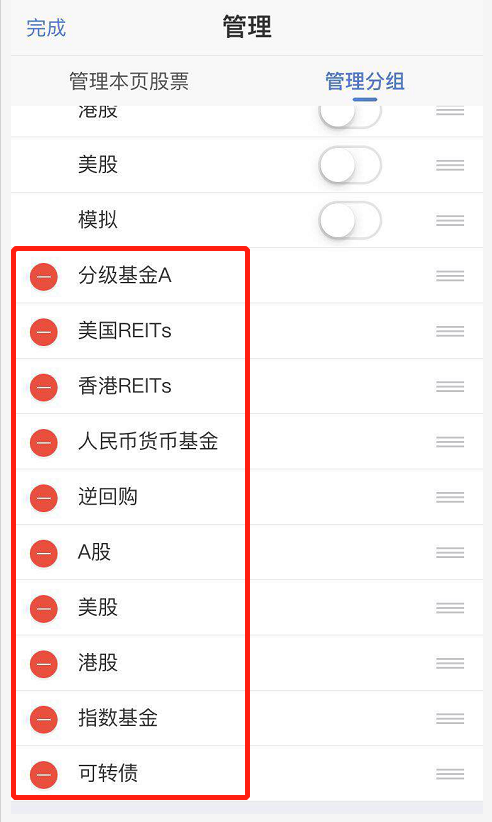 完成
管理
管理本页股票
管理分组
港股
美股
模拟
分级基金A
美国REITs
香港REITs
人民币货币基金
逆回购
A股
美股
港股
指数基金
可转债